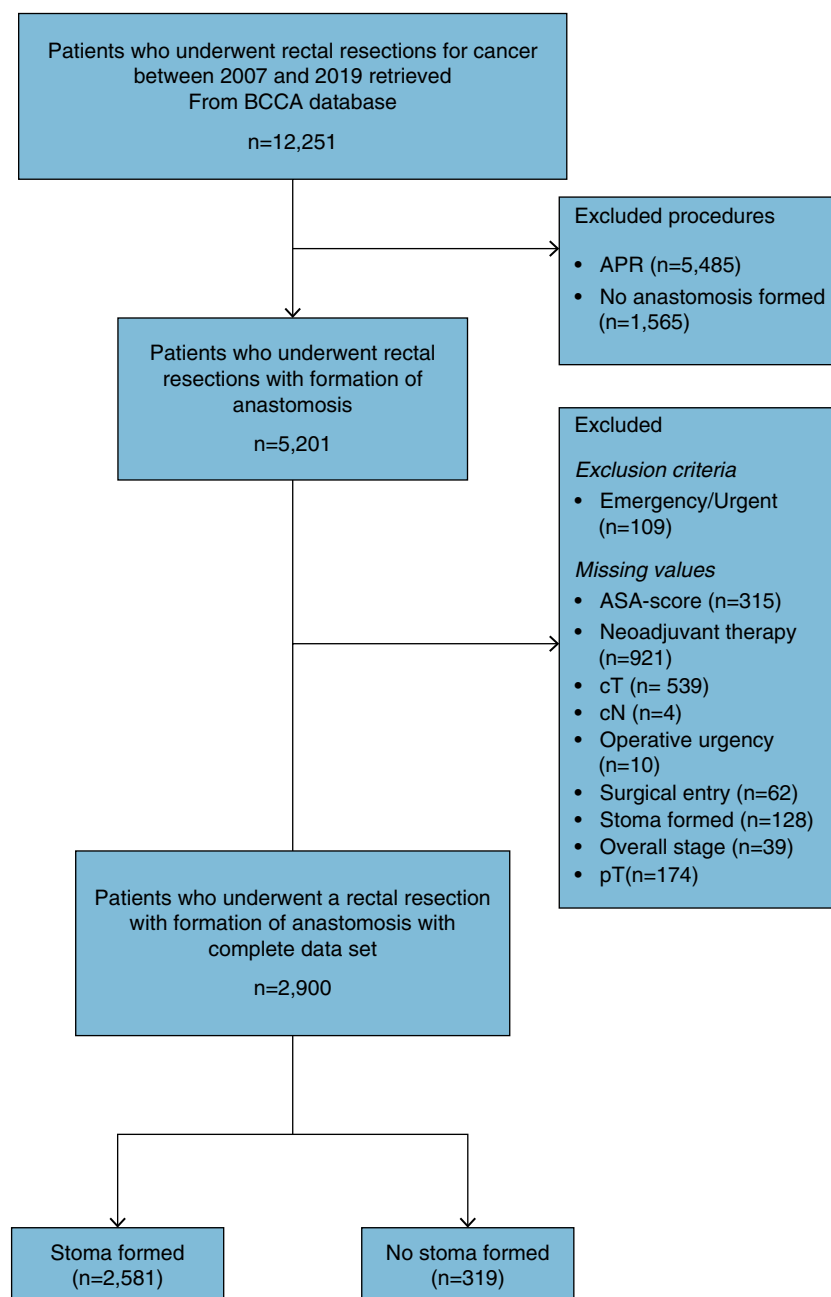 Patients who underwent rectal resections for cancer
between 2007 and 2019 retrieved
From BCCA database
n=12,251
Excluded procedures
• APR (n=5,485)
• No anastomosis formed
(n=1,565)
Patients who underwent rectal
resections with formation of
anastomosis
n=5,201
Excluded
Exclusion criteria
• Emergency/Urgent
(n=109)
Missing values
• ASA-score (n=315)
• Neoadjuvant therapy
(n=921)
• cT (n= 539)
• cN (n=4)
• Operative urgency
(n=10)
• Surgical entry (n=62)
• Stoma formed (n=128)
• Overall stage (n=39)
• pT(n=174)
Patients who underwent a rectal resection
with formation of anastomosis with
complete data set
n=2,900
Stoma formed
(n=2,581)
No stoma formed
(n=319)